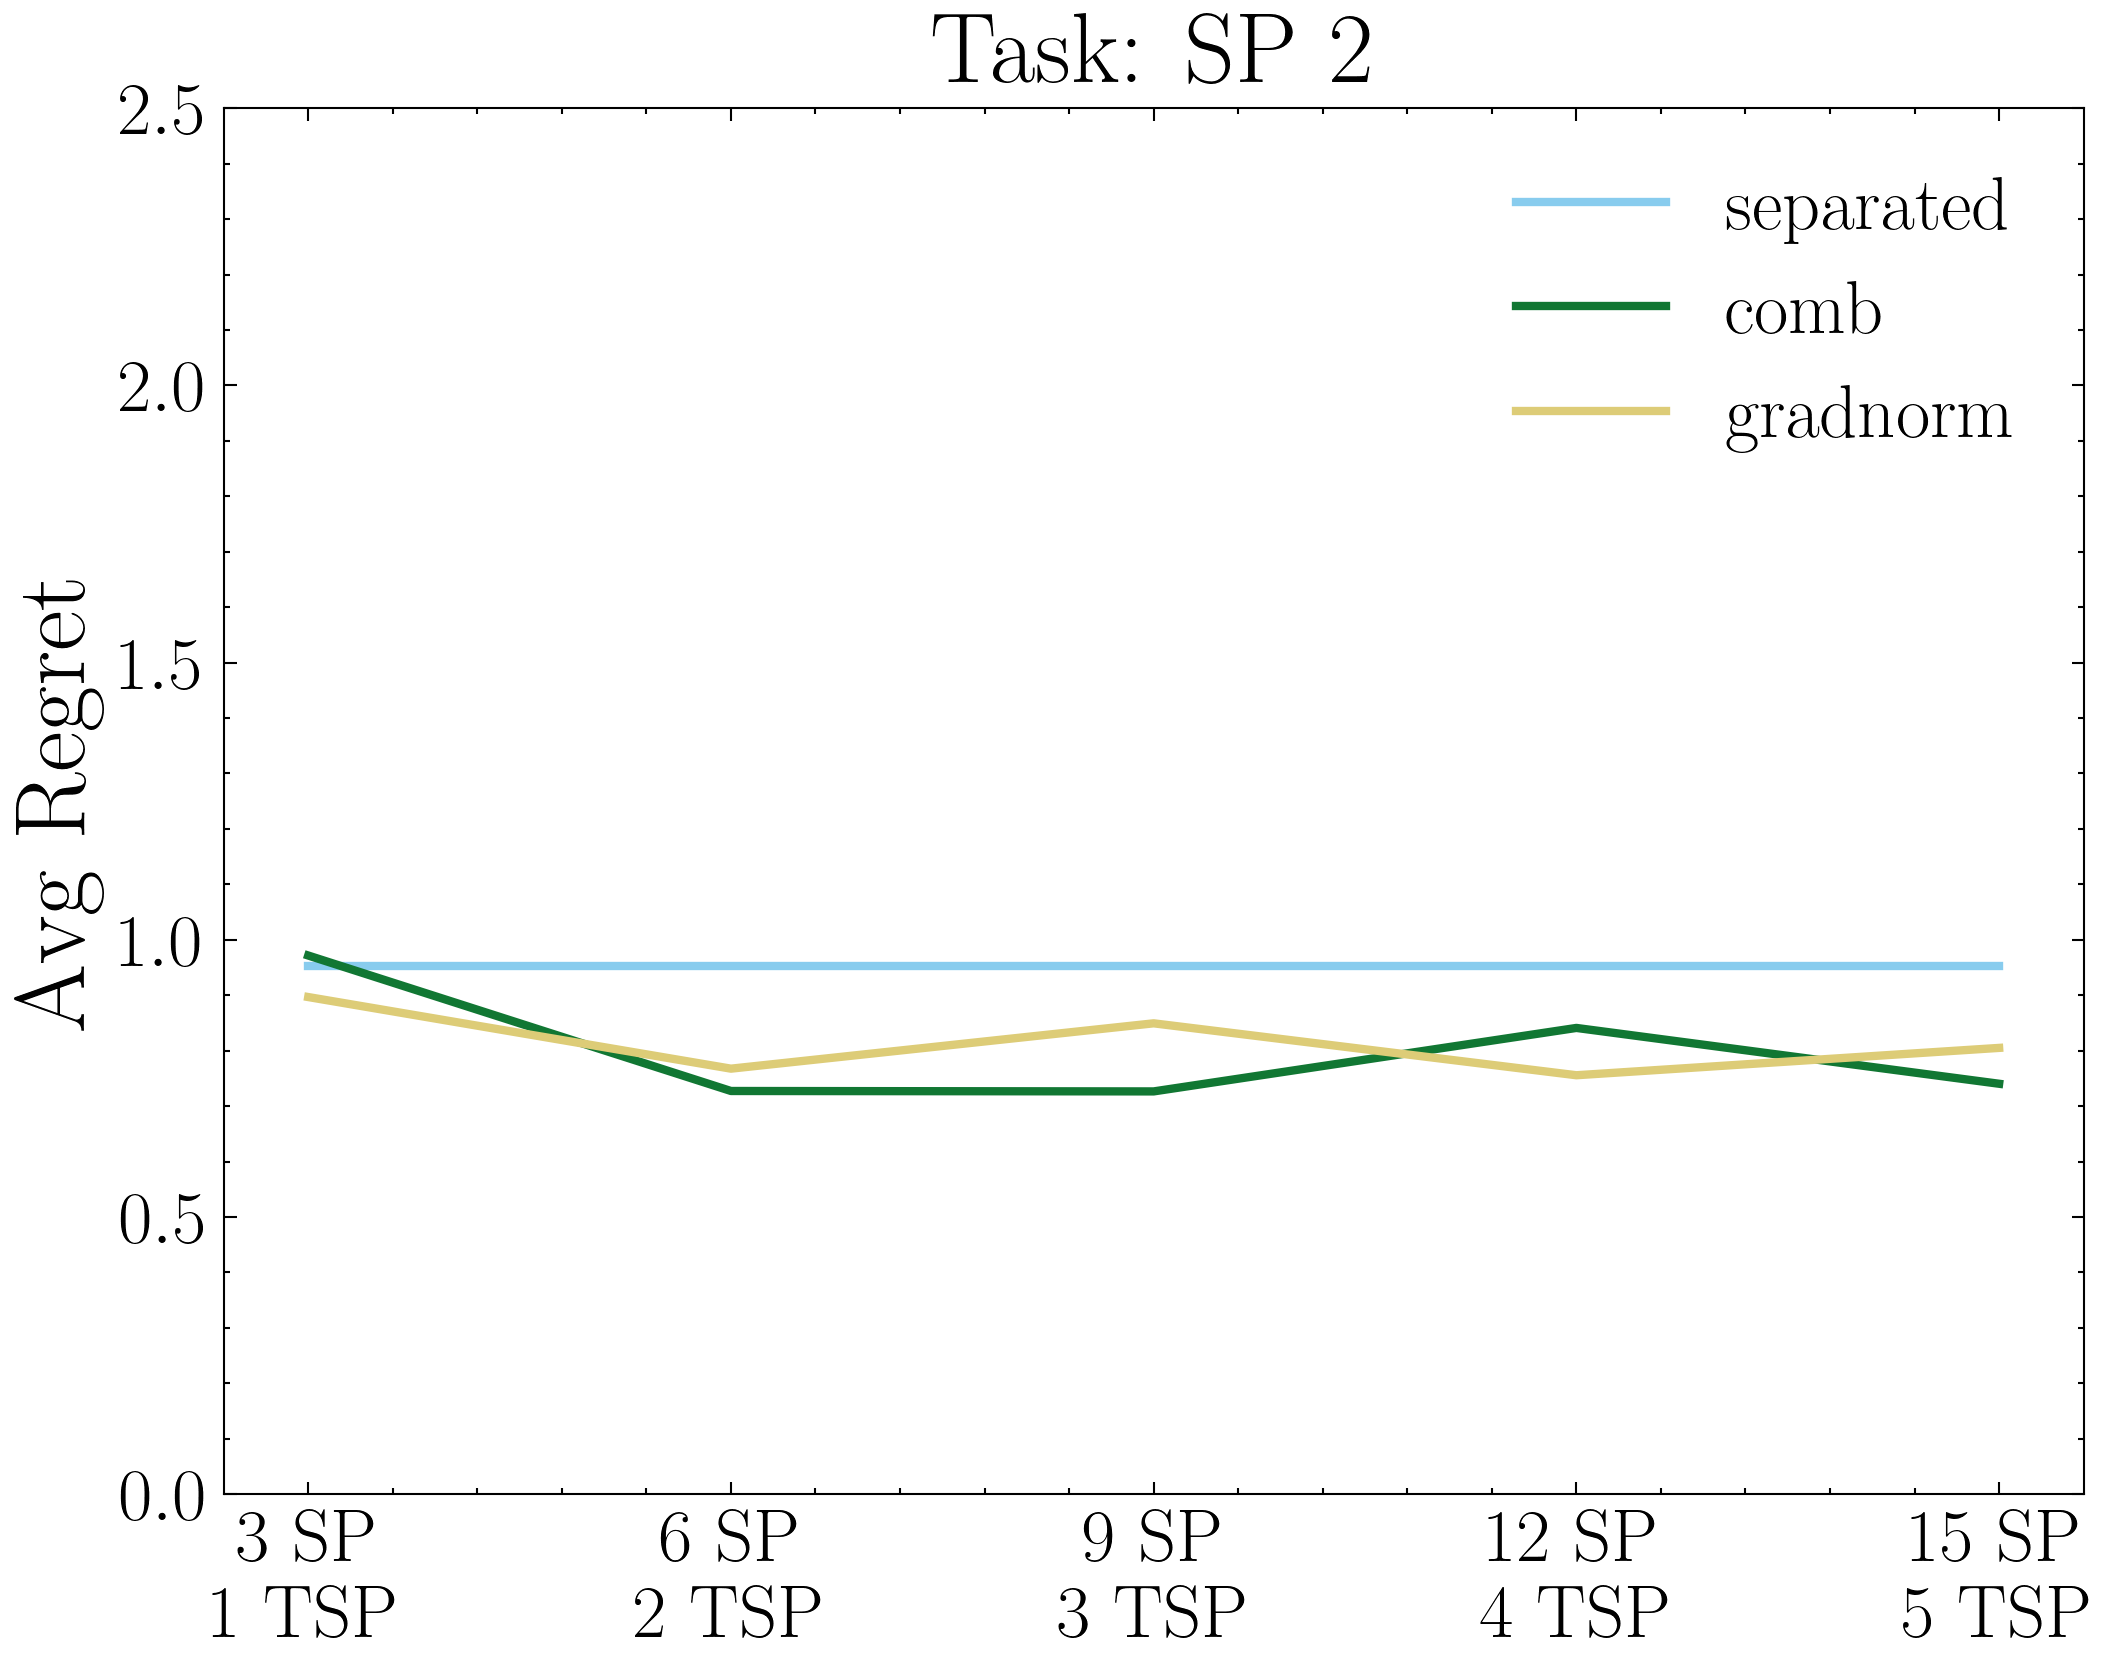 Task: SP 2
Avg Regret
2.5
2.0
1.5
1.0
0.5
0.0
separated
comb
gradnorm
3 SP
1 TSP
6 SP
2 TSP
9 SP
3 TSP
12 SP
4 TSP
15 SP
5 TSP